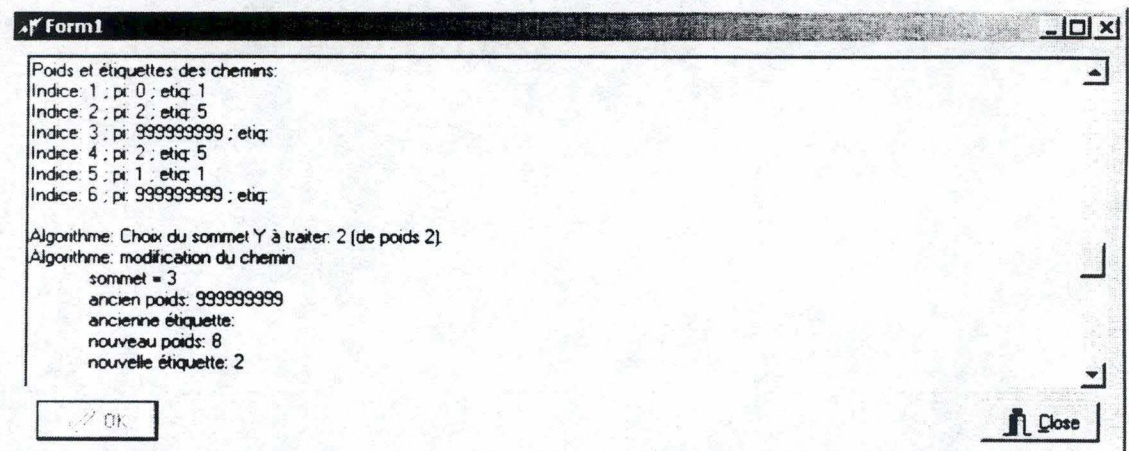 Form1
Poids et étiquettes des chemins:
Indice: 1 ; pi: 0 ; etiq: 1
Indice: 2 ; pi: 2 ; etiq: 5
Indice: 3 ; pi: 999999999 ; etiq:
Indice: 4 ; pi: 2 ; etiq: 5
Indice: 5 ; pi: 1 ; etiq: 1
Indice: 6 ; pi: 999999999 ; etiq:
Algorithme: Choix du sommet Y à traiter: 2 (de poids 2).
Algorithme: modification du chemin
sommet = 3
ancien poids: 999999999
ancienne étiquette:
nouveau poids: 8
nouvelle étiquette: 2
OK
Close